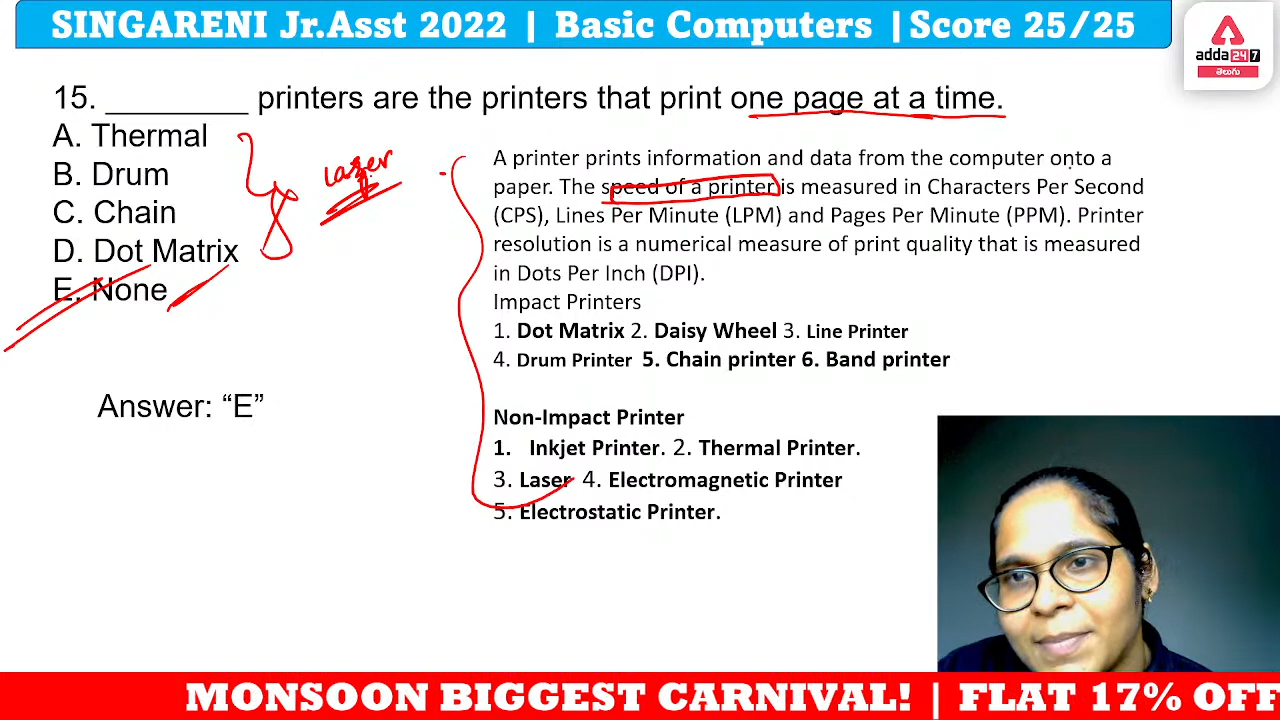 SINGARENI Jr.Asst 2022 | Basic Computers |Score 25/25
adda 24 7
తెలుగు
15. ________ printers are the printers that print one page at a time.
A. Thermal
B. Drum
C. Chain
D. Dot Matrix
E. None
Laser
Answer: “E”
A printer prints information and data from the computer onto a
paper. The speed of a printer is measured in Characters Per Second
(CPS), Lines Per Minute (LPM) and Pages Per Minute (PPM). Printer
resolution is a numerical measure of print quality that is measured
in Dots Per Inch (DPI).
Impact Printers
1. Dot Matrix 2. Daisy Wheel 3. Line Printer
4. Drum Printer 5. Chain printer 6. Band printer
Non-Impact Printer
1. Inkjet Printer. 2. Thermal Printer.
3. Laser 4. Electromagnetic Printer
5. Electrostatic Printer.
MONSOON BIGGEST CARNIVAL! | FLAT 17% OFF